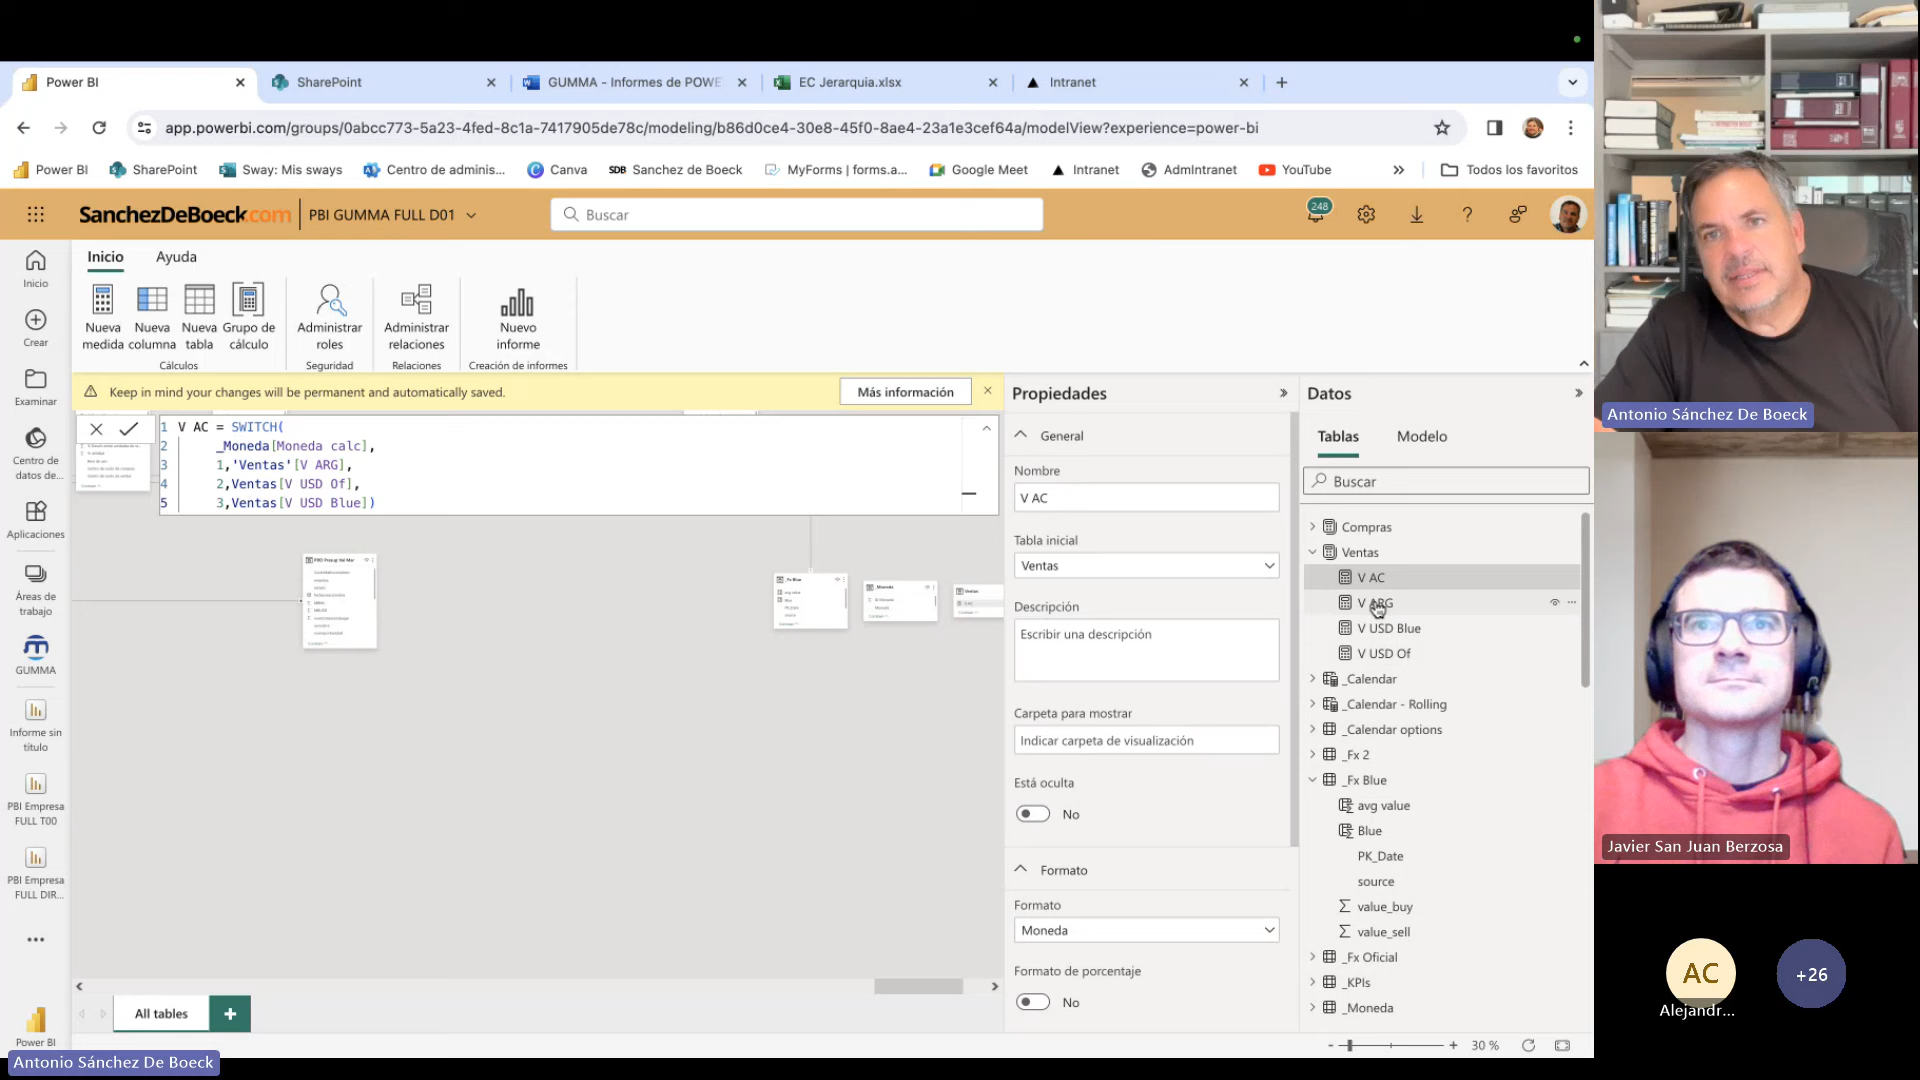 Power BI
SharePoint
GUMMA - Informes de POWE
EC Jerarquia.xlsx
Intranet
app.powerbi.com/groups/0abcc773-5a23-4fed-8c1a-7417905de78c/modeling/b86d0ce4-30e8-45f0-8ae4-23a1e3cef64a/modelView?experience=power-bi
Power BI
SharePoint
Sway: Mis sways
Centro de adminis...
Canva
SDB Sanchez de Boeck
MyForms | forms.a...
Google Meet
Intranet
AdmIntranet
YouTube
Todos los favoritos
SanchezDeBoeck.com
PBI GUMMA FULL D01
Buscar
248
Inicio
Ayuda
Nueva medida
Nueva columna
Nueva tabla
Grupo de cálculo
Cálculos
Administrar roles
Seguridad
Administrar relaciones
Relaciones
Nuevo informe
Creación de informes
Keep in mind your changes will be permanent and automatically saved.
Más información
1 V AC = SWITCH(
2 _Moneda[Moneda calc],
3 1,'Ventas'[V ARG],
4 2,Ventas[V USD Of],
5 3,Ventas[V USD Blue])
_Fx Blue
_Moneda
Ventas
All tables
Inicio
Crear
Examinar
Centro de datos de...
Aplicaciones
Áreas de trabajo
GUMMA
Informe sin título
PBI Empresa FULL T00
PBI Empresa FULL DIR...
Power BI
Propiedades
General
Nombre
V AC
Tabla inicial
Ventas
Descripción
Escribir una descripción
Carpeta para mostrar
Indicar carpeta de visualización
Está oculta
No
Formato
Formato
Moneda
Formato de porcentaje
No
Datos
Tablas
Modelo
Buscar
Compras
Ventas
V AC
V ARG
V USD Blue
V USD Of
_Calendar
_Calendar - Rolling
_Calendar options
_Fx 2
_Fx Blue
avg value
Blue
PK_Date
source
value_buy
value_sell
_Fx Oficial
_KPIs
_Moneda
30 %
Antonio Sánchez De Boeck
Antonio Sánchez De Boeck
Javier San Juan Berzosa
AC
Alejandr...
+26